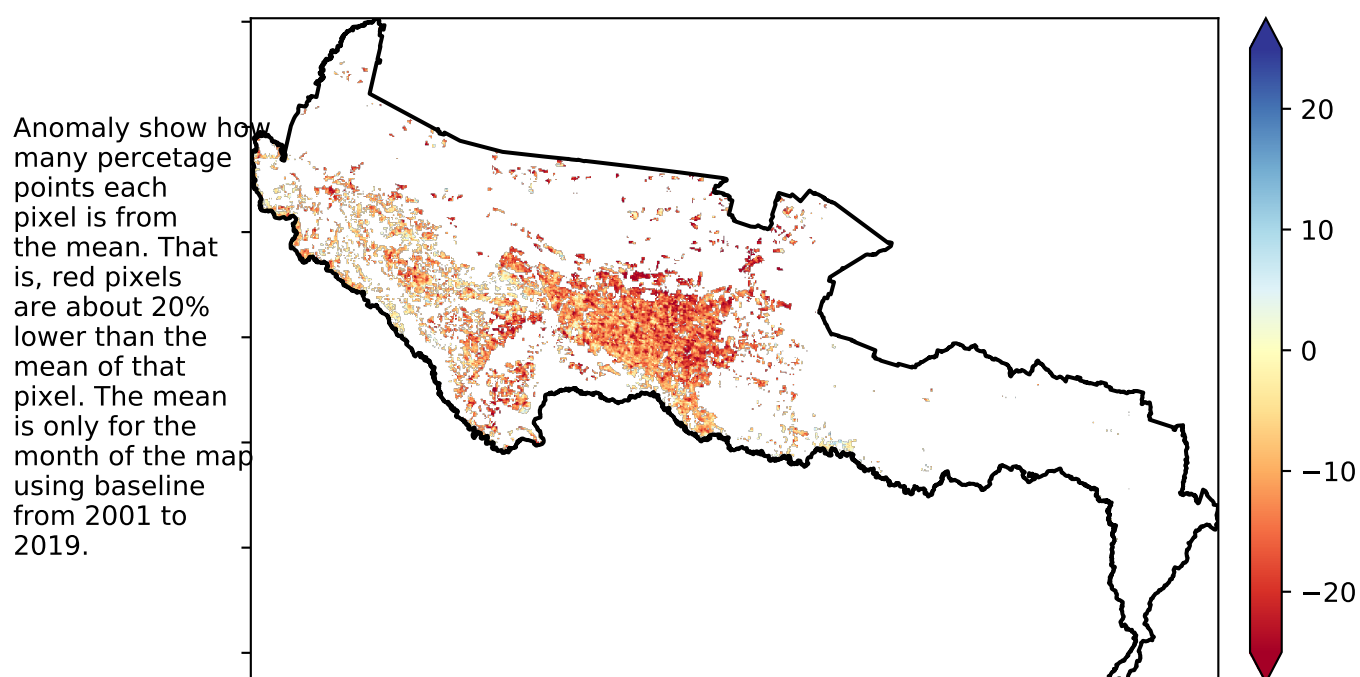 Anomaly show how
many percetage
points each
pixel is from
the mean. That
is, red pixels
are about 20%
lower than the
mean of that
pixel. The mean
is only for the
month of the map
using baseline
from 2001 to
2019.
20
10
0
−10
−20